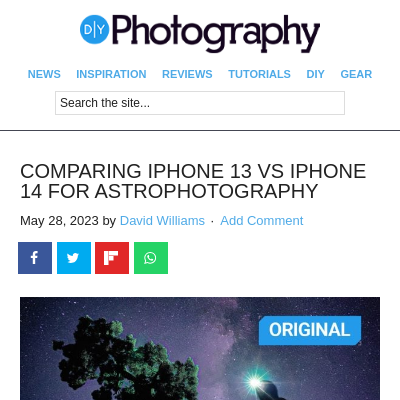 DIY Photography
NEWS INSPIRATION REVIEWS TUTORIALS DIY GEAR
Search the site...
COMPARING IPHONE 13 VS IPHONE
14 FOR ASTROPHOTOGRAPHY
May 28, 2023 by David Williams · Add Comment
ORIGINAL